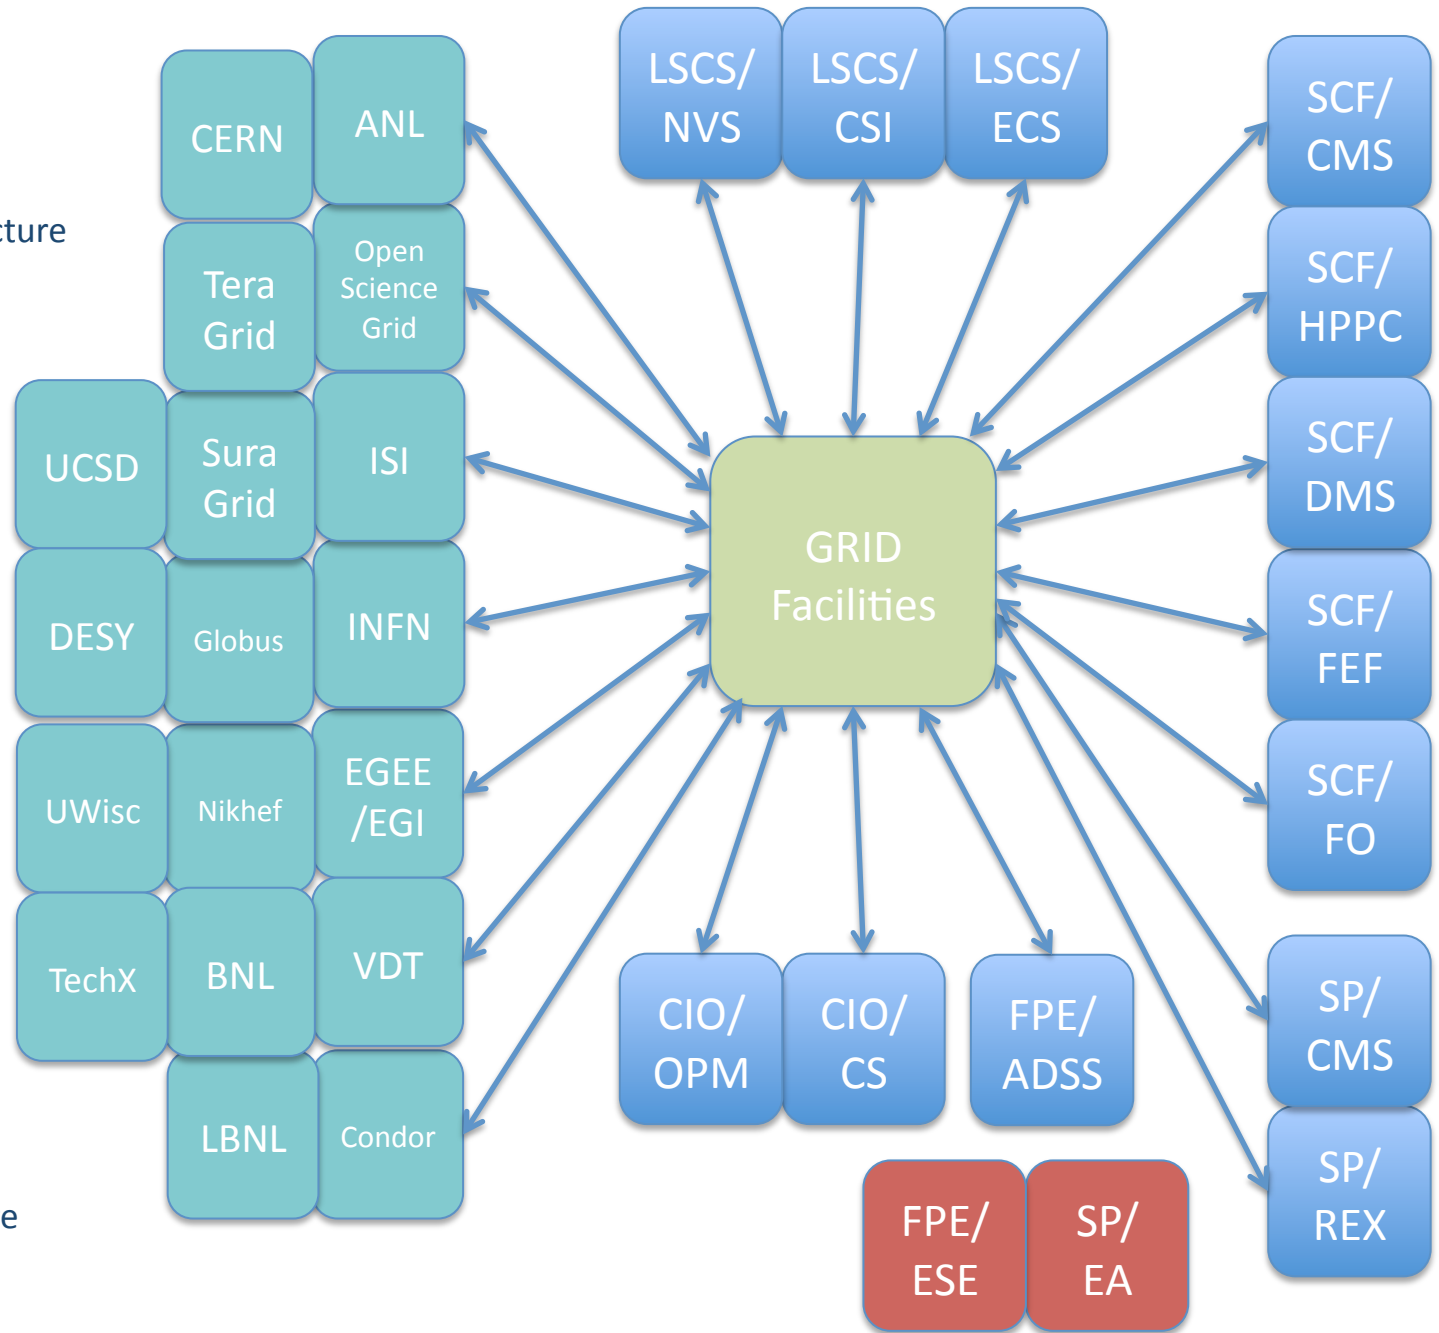 CERN
ANL
cture
Tera
Grid
Open
Science
Grid
UCSD
Sura
Grid
ISI
DESY
Globus
INFN
UWisc
Nikhef
EGEE
/EGI
TechX
BNL
VDT
LBNL
Condor
e
LSCS/
NVS
LSCS/
CSI
LSCS/
ECS
GRID
Facilities
CIO/
OPM
CIO/
CS
FPE/
ADSS
FPE/
ESE
SP/
EA
SCF/
CMS
SCF/
HPPC
SCF/
DMS
SCF/
FEF
SCF/
FO
SP/
CMS
SP/
REX